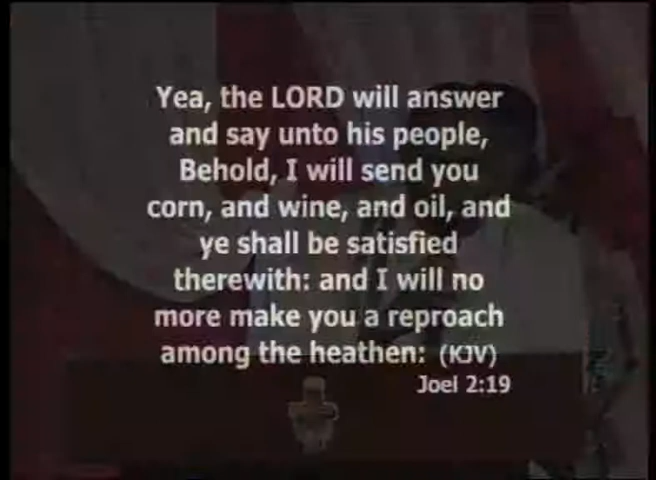 Yea, the LORD will answer
and say unto his people,
Behold, I will send you
corn, and wine, and oil, and
ye shall be satisfied
therewith: and I will no
more make you a reproach
among the heathen: (KJV)
Joel 2:19